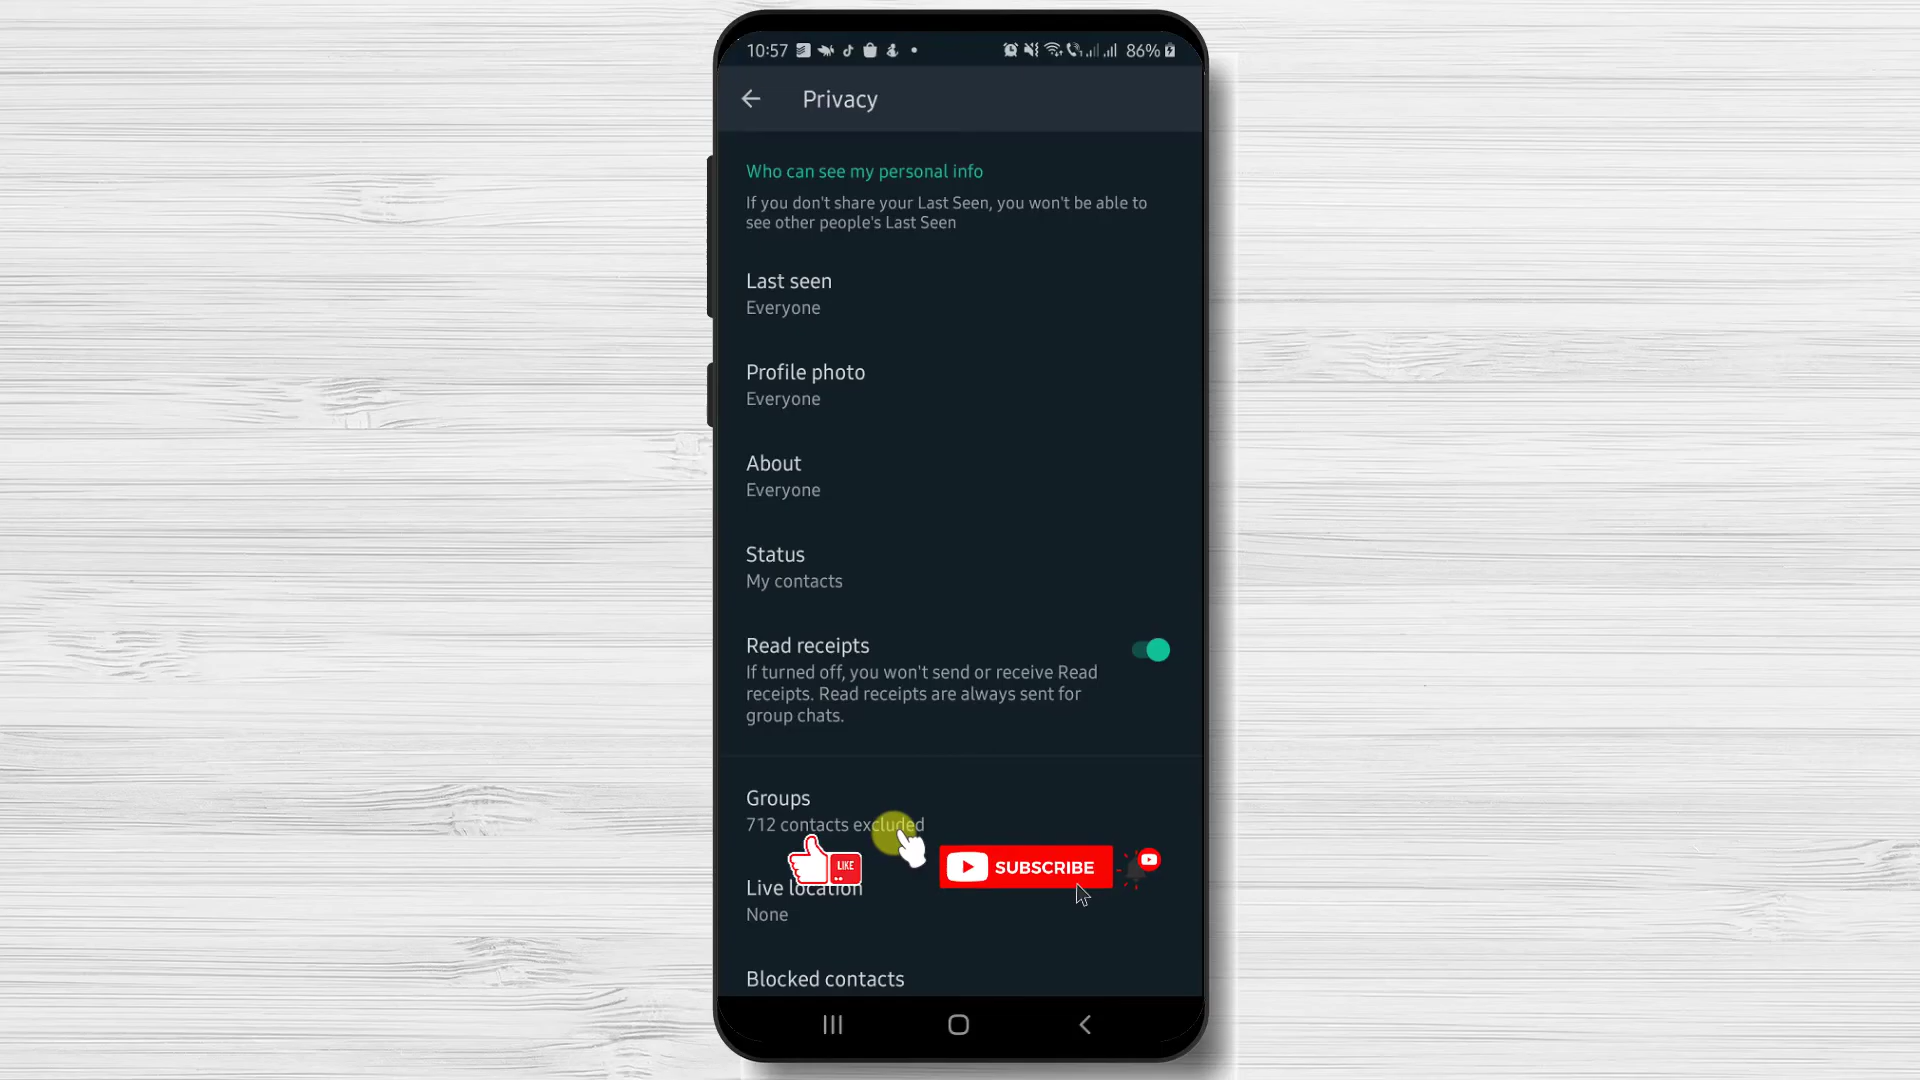 10:57
86%
Privacy
Who can see my personal info
If you don't share your Last Seen, you won't be able to
see other people's Last Seen
Last seen
Everyone
Profile photo
Everyone
About
Everyone
Status
My contacts
Read receipts
If turned off, you won't send or receive Read
receipts. Read receipts are always sent for
group chats.
Groups
712 contacts excluded
LIKE
SUBSCRIBE
Live location
None
Blocked contacts